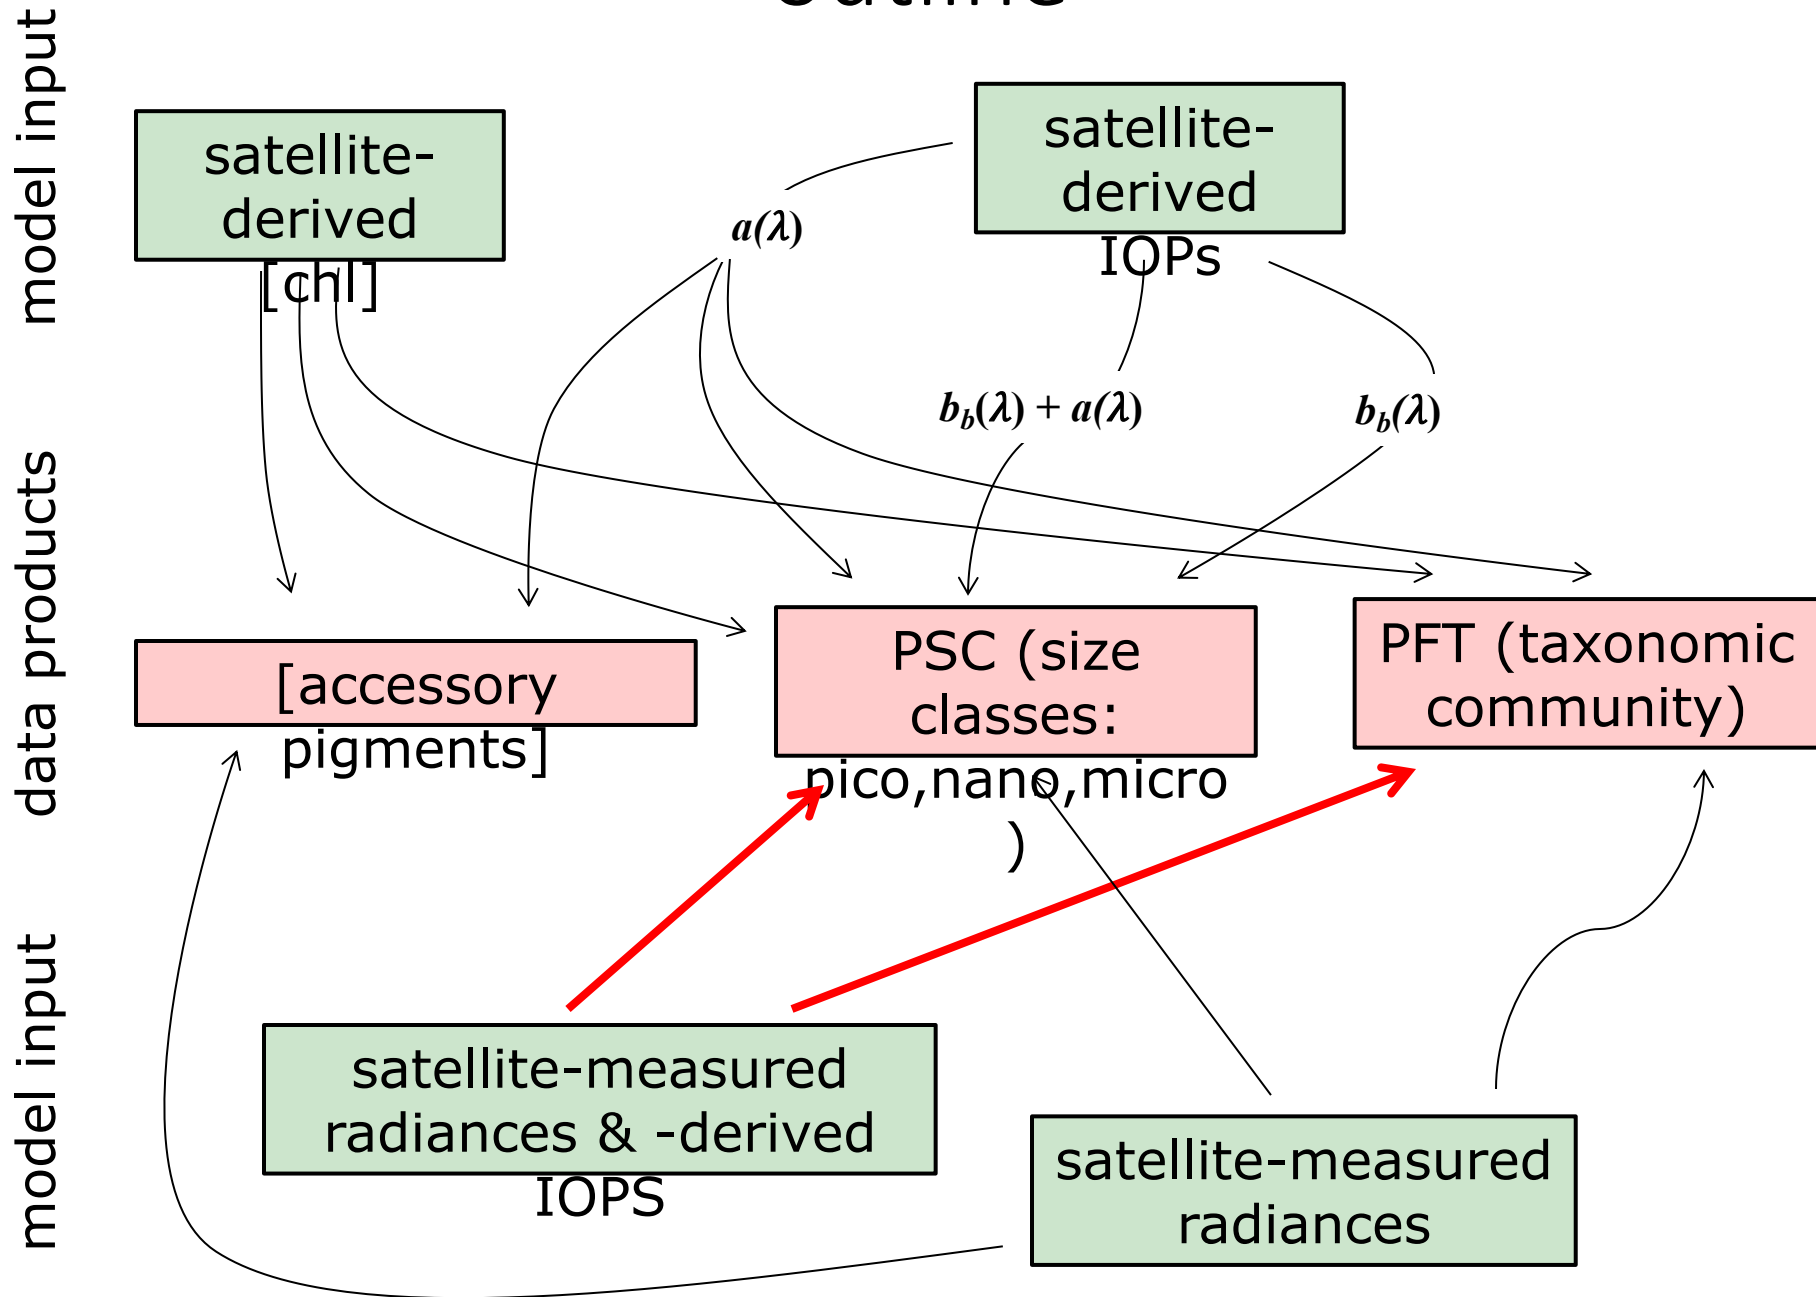 outline
model input
satellite-
derived
[chl]
satellite-
derived
IOPs
a(λ)
b_b(λ) + a(λ)
b_b(λ)
data products
[accessory
pigments]
PSC (size
classes:
pico,nano,micro
)
PFT (taxonomic
community)
model input
satellite-measured
radiances & -derived
IOPS
satellite-measured
radiances